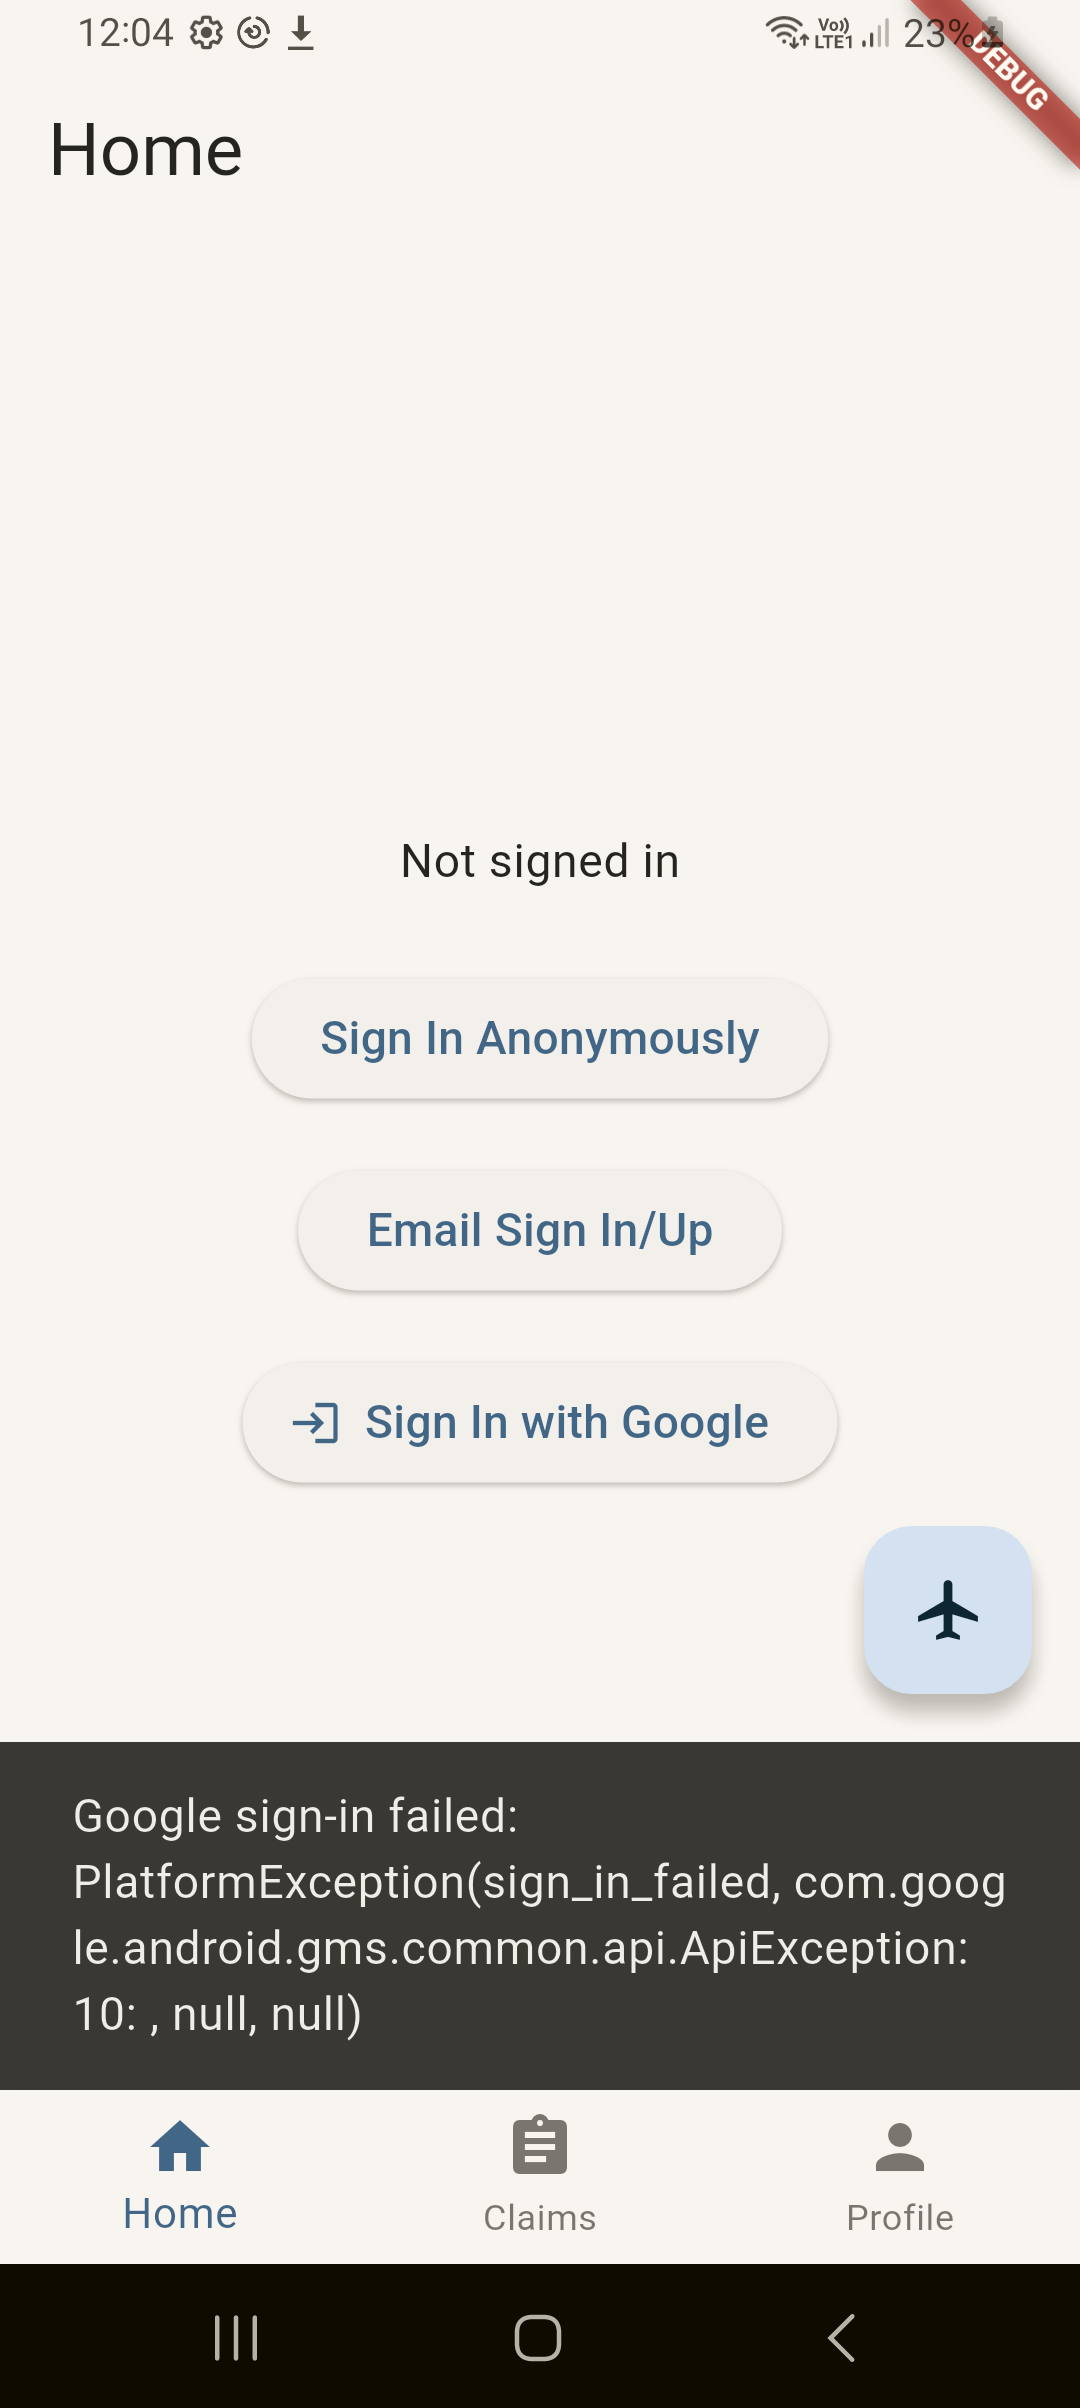 12:04
Vo))
LTE1
23%
DEBUG
Home
Not signed in
Sign In Anonymously
Email Sign In/Up
Sign In with Google
Google sign-in failed:
PlatformException(sign_in_failed, com.goog
le.android.gms.common.api.ApiException:
10: , null, null)
Home
Claims
Profile